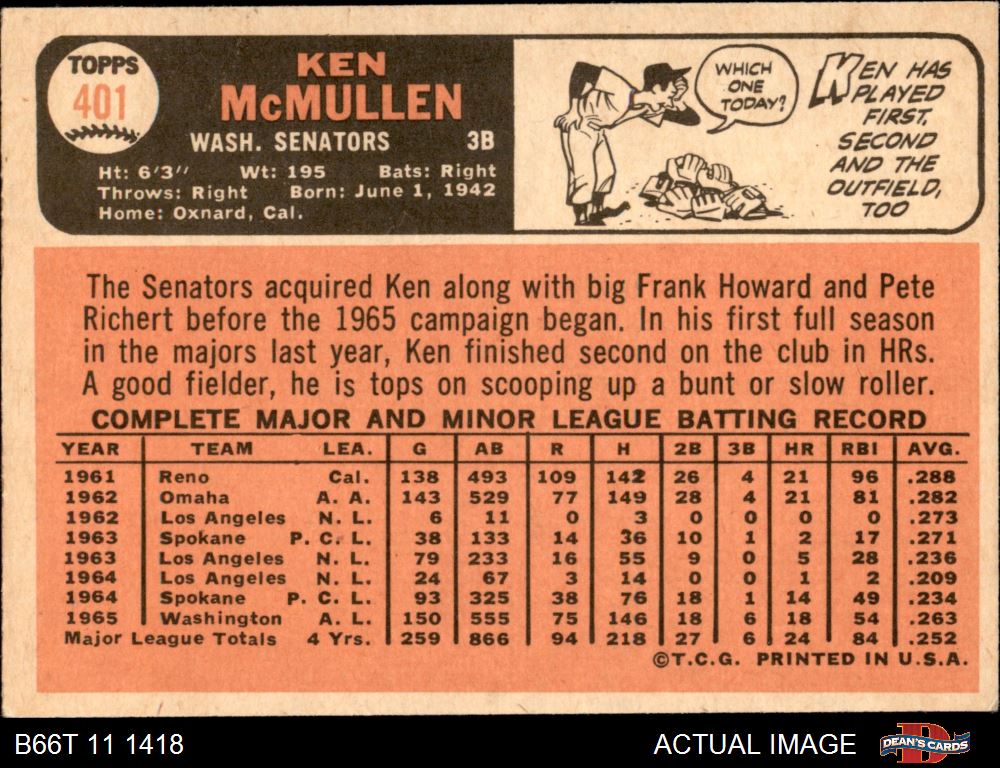 TOPPS
401
KEN
McMULLEN
WASH. SENATORS 3B
Ht: 6'3" Wt: 195 Bats: Right
Throws: Right Born: June 1, 1942
Home: Oxnard, Cal.
WHICH
ONE
TODAY?
KEN HAS
PLAYED
FIRST,
SECOND
AND THE
OUTFIELD,
TOO
The Senators acquired Ken along with big Frank Howard and Pete
Richert before the 1965 campaign began. In his first full season
in the majors last year, Ken finished second on the club in HRs.
A good fielder, he is tops on scooping up a bunt or slow roller.
COMPLETE MAJOR AND MINOR LEAGUE BATTING RECORD
YEAR TEAM LEA. G AB R H 2B 3B HR RBI AVG.
1961 Reno Cal. 138 493 109 142 26 4 21 96 .288
1962 Omaha A. A. 143 529 77 149 28 4 21 81 .282
1962 Los Angeles N. L. 6 11 0 3 0 0 0 0 .273
1963 Spokane P. C. L. 38 133 14 36 10 1 2 17 .271
1963 Los Angeles N. L. 79 233 16 55 9 0 5 28 .236
1964 Los Angeles N. L. 24 67 3 14 0 0 1 2 .209
1964 Spokane P. C. L. 93 325 38 76 18 1 14 49 .234
1965 Washington A. L. 150 555 75 146 18 6 18 54 .263
Major League Totals 4 Yrs. 259 866 94 218 27 6 24 84 .252
©T.C.G. PRINTED IN U.S.A.
B66T 11 1418 ACTUAL IMAGE DEAN'S CARDS